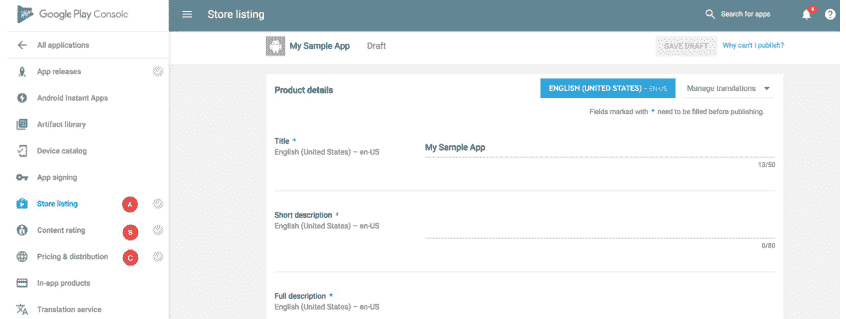 Google Play Console
Store listing
Search for apps
All applications
My Sample App
Draft
SAVE DRAFT
Why can't I publish?
App releases
Android Instant Apps
Artifact library
Device catalog
App signing
Store listing
A
Content rating
B
Pricing & distribution
C
In-app products
Translation service
Product details
ENGLISH (UNITED STATES) – EN-US
Manage translations
Fields marked with * need to be filled before publishing.
Title *
English (United States) – en-US
My Sample App
13/50
Short description *
English (United States) – en-US
0/80
Full description *
English (United States) – en-US